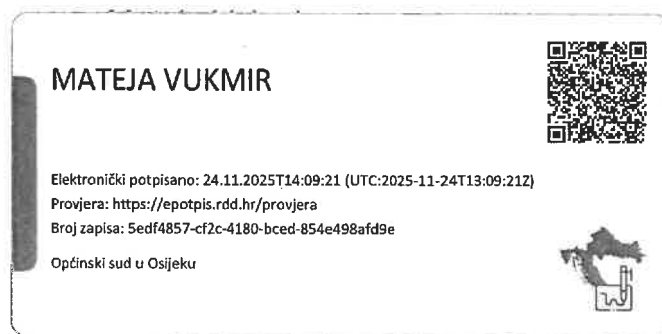 MATEJA VUKMIR
Elektronički potpisano: 24.11.2025T14:09:21 (UTC:2025-11-24T13:09:21Z)
Provjera: https://epotpis.rdd.hr/provjera
Broj zapisa: 5edf4857-cf2c-4180-bced-854e498afd9e
Općinski sud u Osijeku